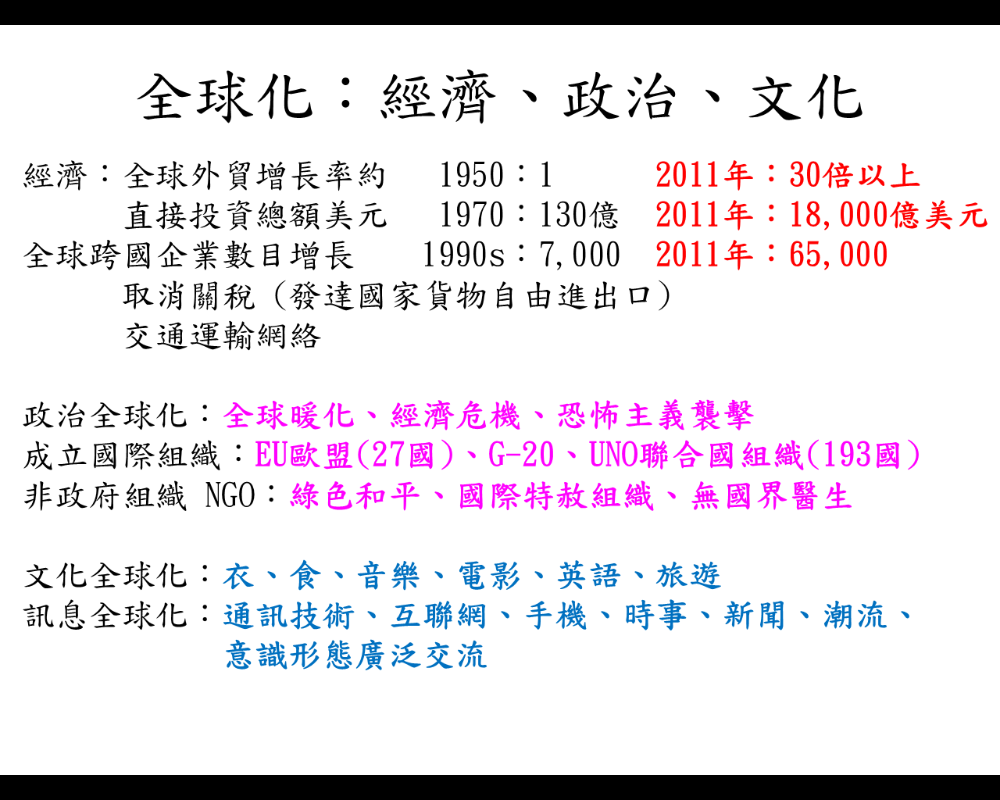 全球化：經濟、政治、文化
經濟：全球外貿增長率約 1950：1 2011年：30倍以上
直接投資總額美元 1970：130億 2011年：18,000億美元
全球跨國企業數目增長 1990s：7,000 2011年：65,000
取消關稅（發達國家貨物自由進出口）
交通運輸網絡
政治全球化：全球暖化、經濟危機、恐怖主義襲擊
成立國際組織：EU歐盟(27國)、G-20、UNO聯合國組織(193國)
非政府組織 NGO：綠色和平、國際特赦組織、無國界醫生
文化全球化：衣、食、音樂、電影、英語、旅遊
訊息全球化：通訊技術、互聯網、手機、時事、新聞、潮流、
意識形態廣泛交流